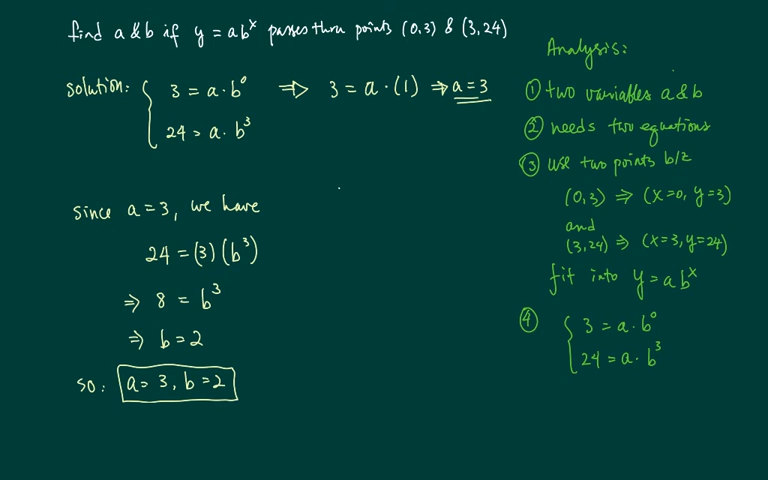 find a & b if y = ab^x passes thru points (0,3) & (3,24)
solution: { 3 = a · b^0 ⇒ 3 = a · (1) ⇒ a = 3
24 = a · b^3
since a = 3, we have
24 = (3) (b^3)
⇒ 8 = b^3
⇒ b = 2
so: a = 3, b = 2
Analysis:
① two variables a & b
② needs two equations
③ use two points b/z
(0,3) ⇒ (x=0, y=3)
and
(3,24) ⇒ (x=3, y=24)
fit into y = ab^x
④ { 3 = a · b^0
24 = a · b^3